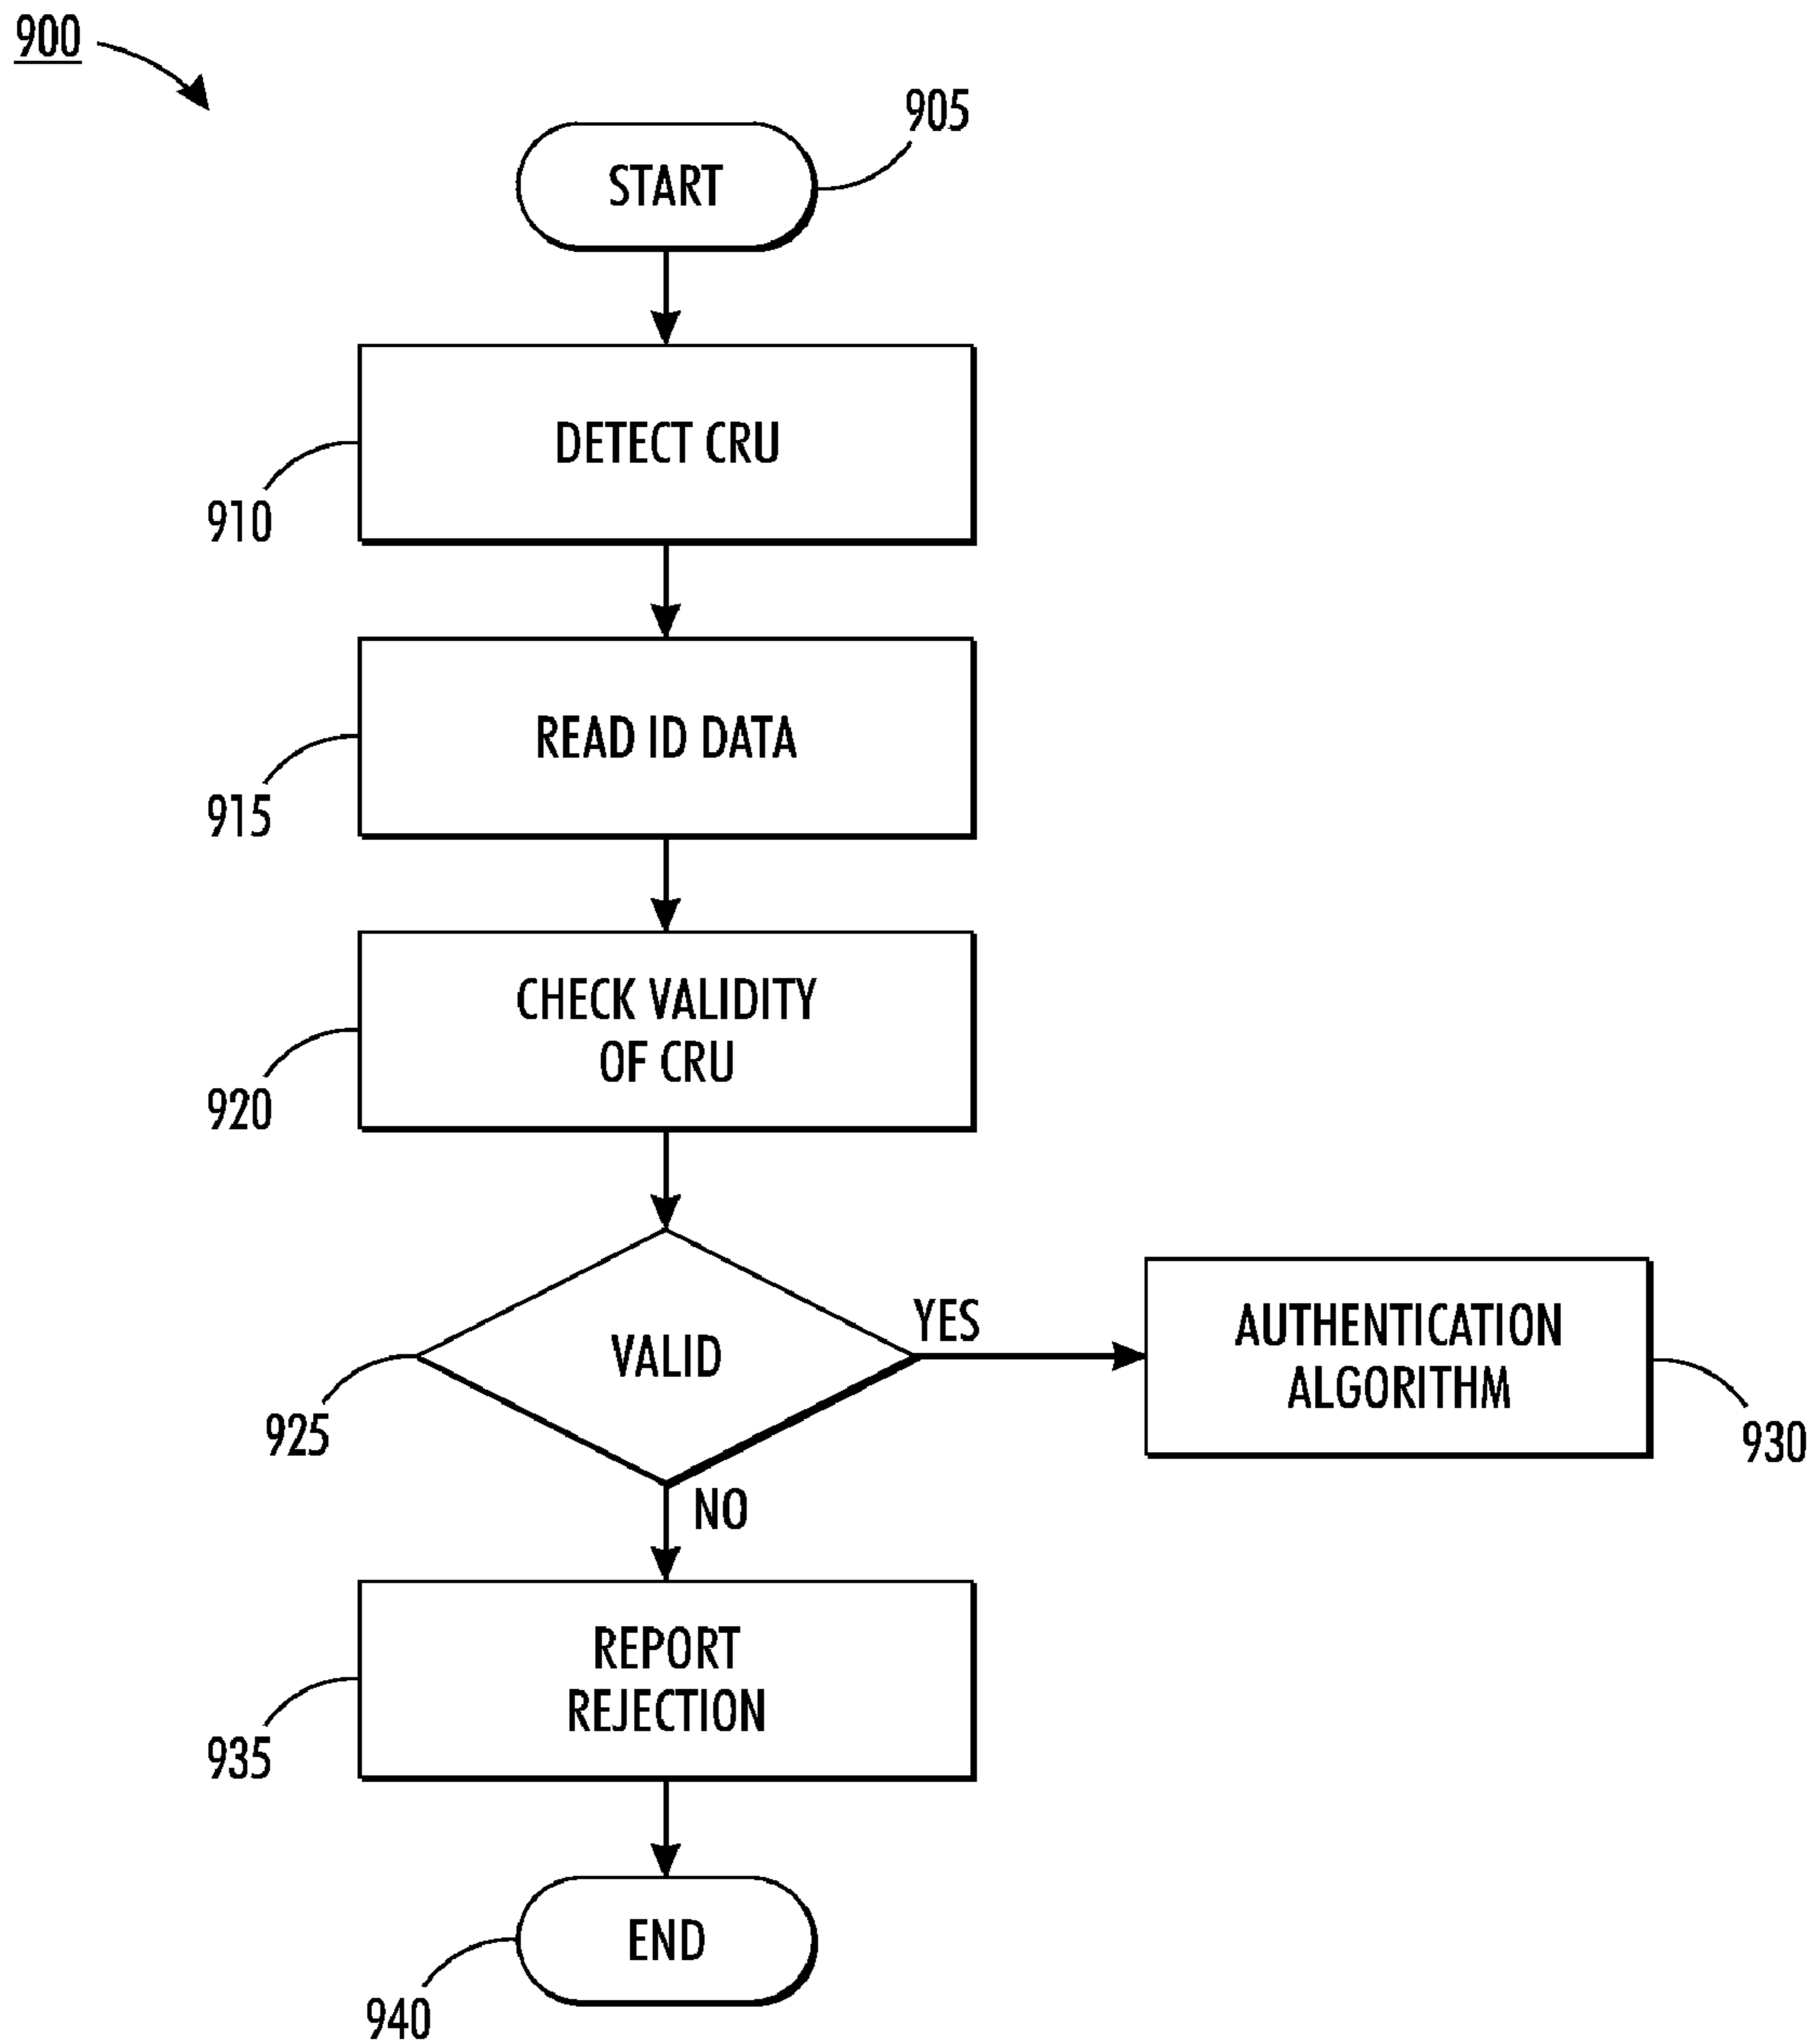 900
905
START
DETECT CRU
910
READ ID DATA
915
CHECK VALIDITY
OF CRU
920
YES
VALID
AUTHENTICATION
ALGORITHM
925
930
NO
REPORT
REJECTION
935
END
940